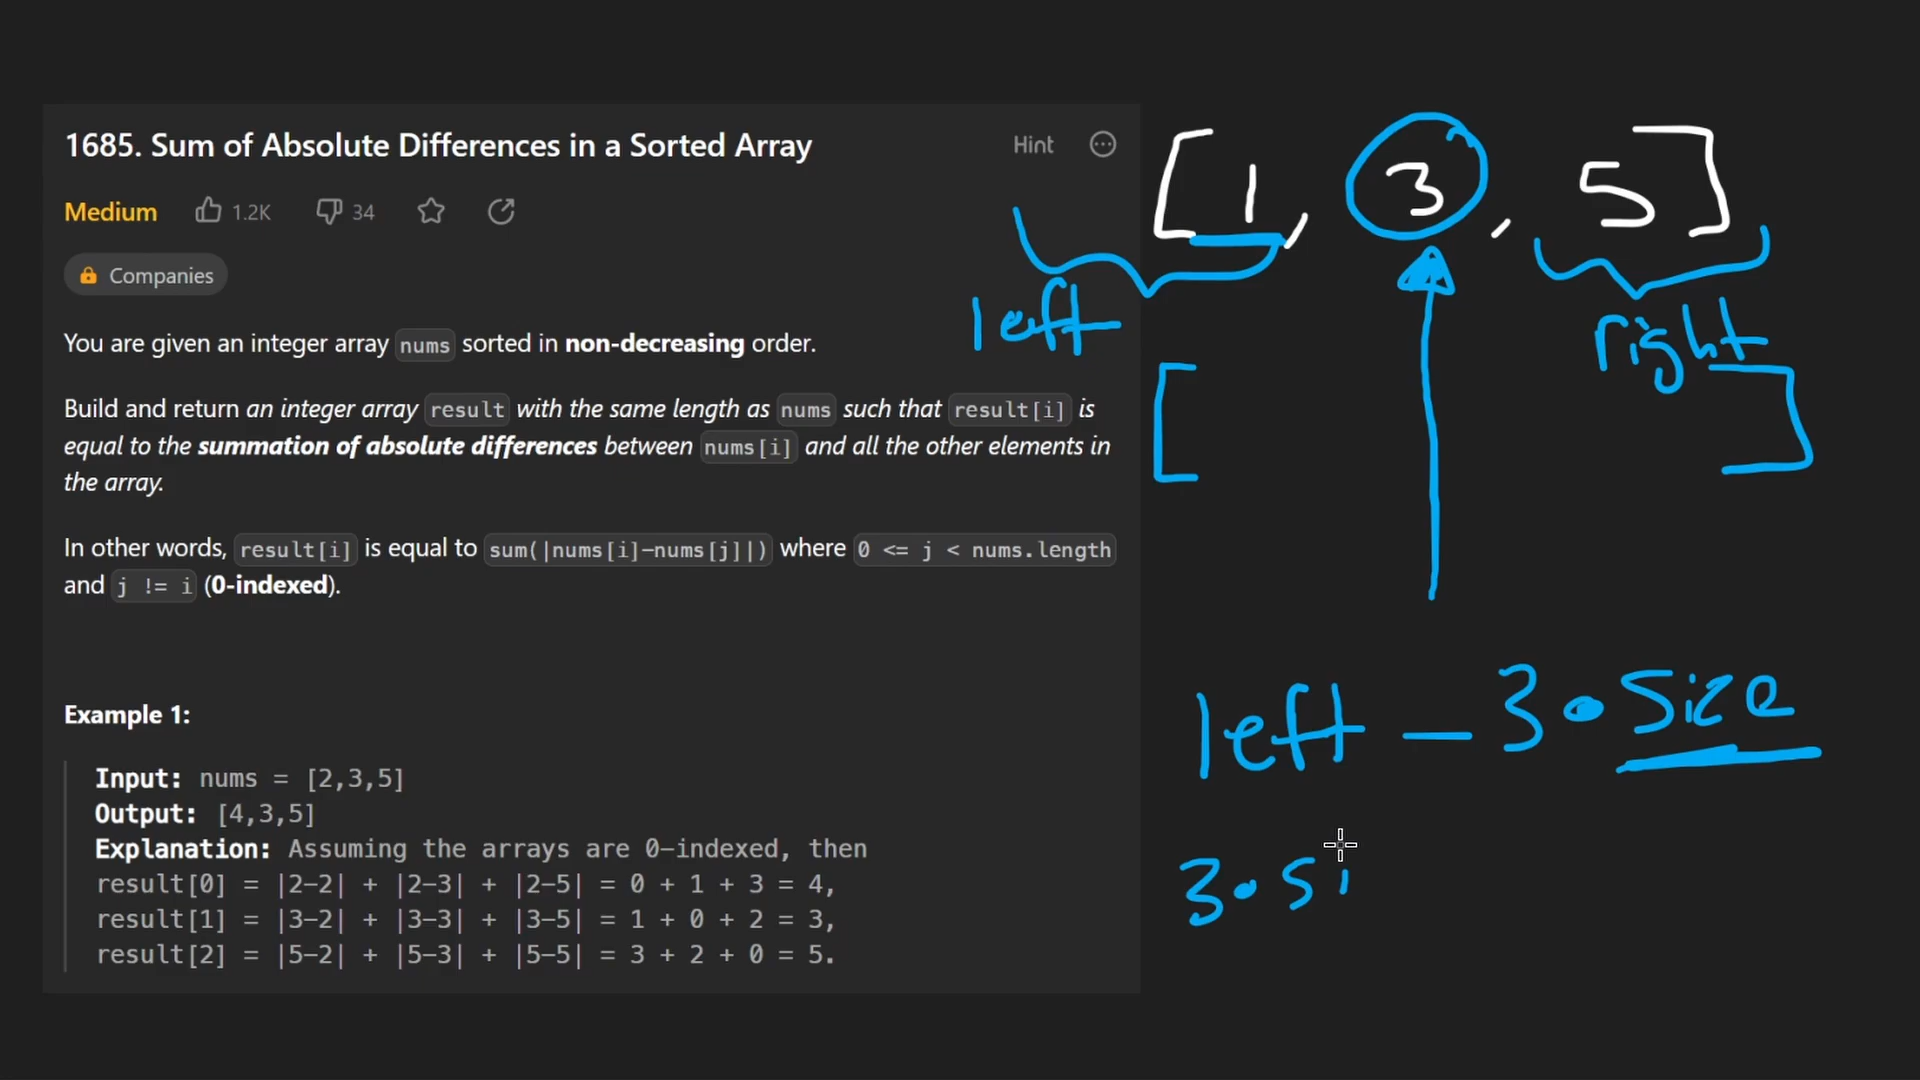 1685. Sum of Absolute Differences in a Sorted Array
Hint
Medium 1.2K 34
Companies
You are given an integer array nums sorted in non-decreasing order.
Build and return an integer array result with the same length as nums such that result[i] is
equal to the summation of absolute differences between nums[i] and all the other elements in
the array.
In other words, result[i] is equal to sum(|nums[i]-nums[j]|) where 0 <= j < nums.length
and j != i (0-indexed).
Example 1:
Input: nums = [2,3,5]
Output: [4,3,5]
Explanation: Assuming the arrays are 0-indexed, then
result[0] = |2-2| + |2-3| + |2-5| = 0 + 1 + 3 = 4,
result[1] = |3-2| + |3-3| + |3-5| = 1 + 0 + 2 = 3,
result[2] = |5-2| + |5-3| + |5-5| = 3 + 2 + 0 = 5.
[1, 3, 5]
left right
[ ]
left - 3 • size
3 • si